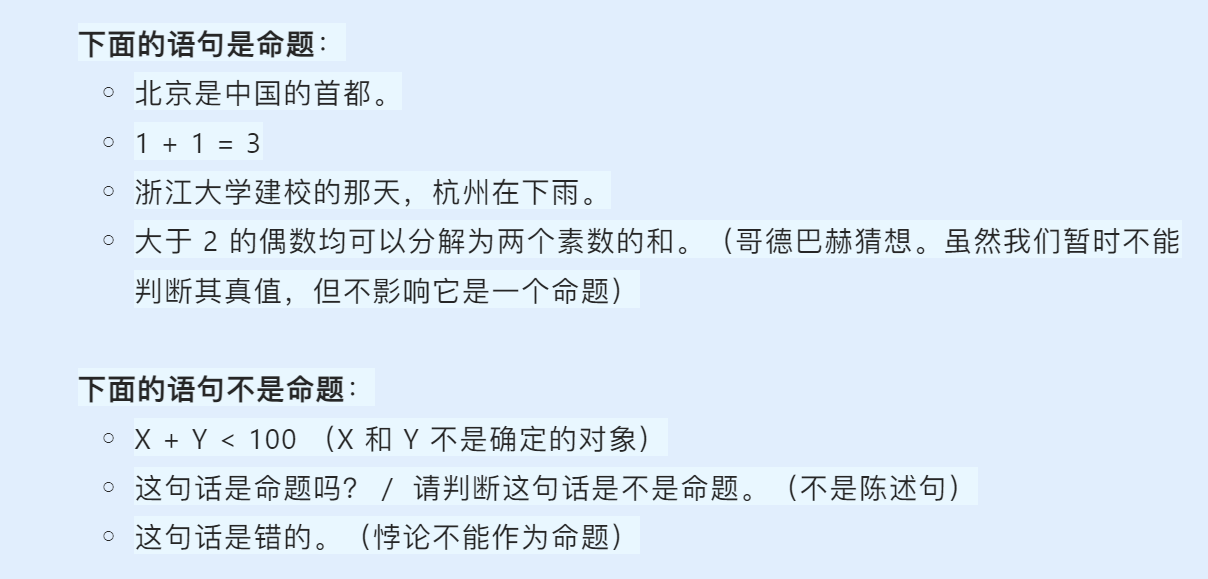 下面的语句是命题：
○ 北京是中国的首都。
○ 1 + 1 = 3
○ 浙江大学建校的那天，杭州在下雨。
○ 大于 2 的偶数均可以分解为两个素数的和。（哥德巴赫猜想。虽然我们暂时不能
判断其真值，但不影响它是一个命题）
下面的语句不是命题：
○ X + Y < 100 （X 和 Y 不是确定的对象）
○ 这句话是命题吗？ / 请判断这句话是不是命题。（不是陈述句）
○ 这句话是错的。（悖论不能作为命题）